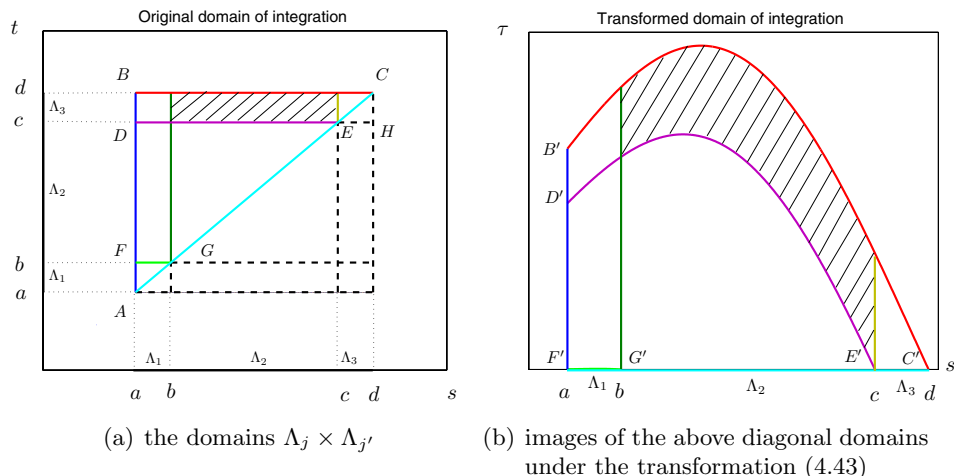 Original domain of integration
t
B
C
d
Λ₃
c
D
E
H
Λ₂
F
G
b
Λ₁
a
A
Λ₁
Λ₂
Λ₃
a
b
c
d
s
(a) the domains Λⱼ × Λⱼ′
Transformed domain of integration
τ
B′
D′
F′
G′
E′
C′
s
Λ₁
Λ₂
Λ₃
a
b
c
d
(b) images of the above diagonal domains
under the transformation (4.43)